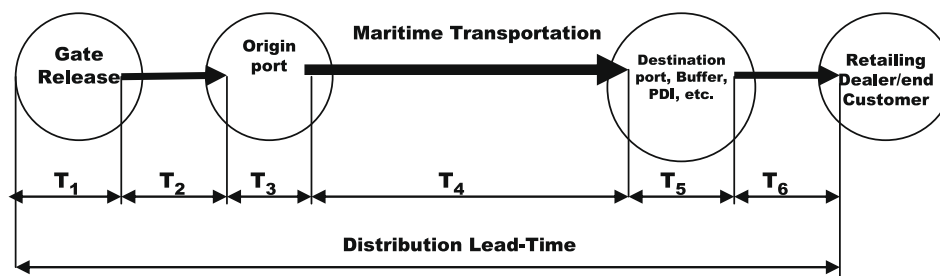 Gate
Release
Origin
port
Maritime Transportation
Destination
port, Buffer,
PDI, etc.
Retailing
Dealer/end
Customer
T1
T2
T3
T4
T5
T6
Distribution Lead-Time